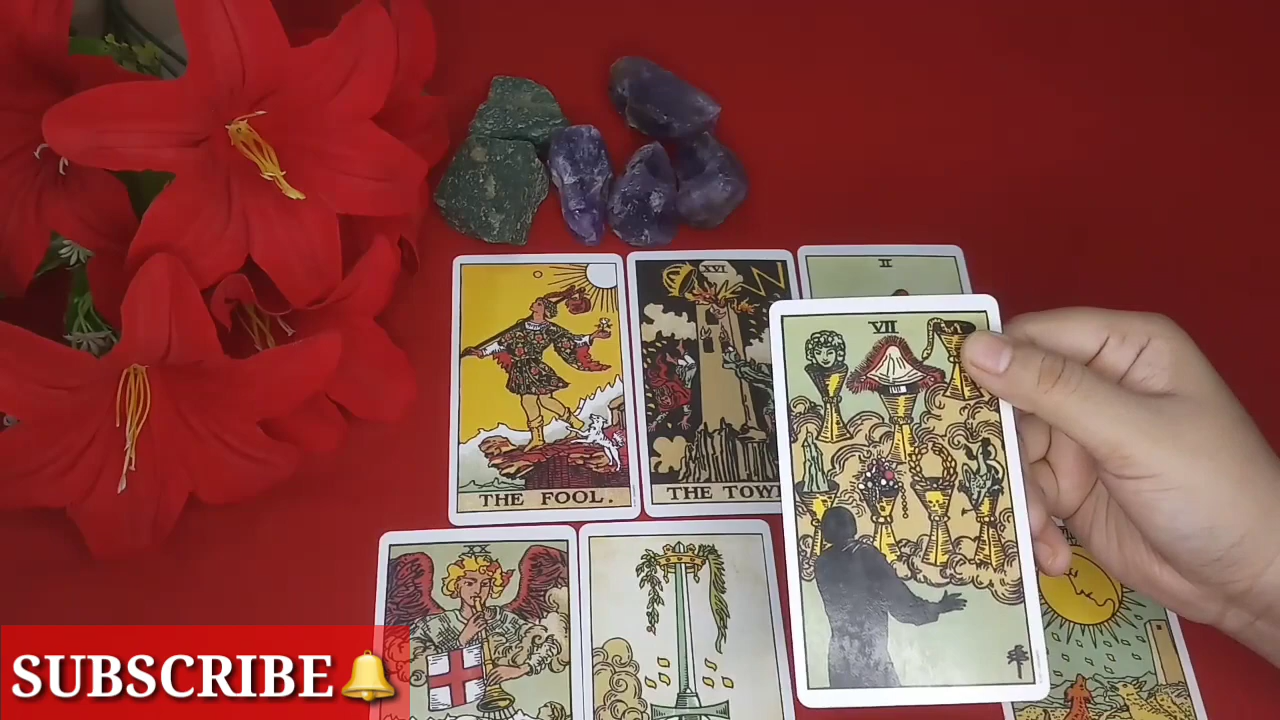 II
XVI
VII
THE FOOL.
THE TOW
XX
SUBSCRIBE